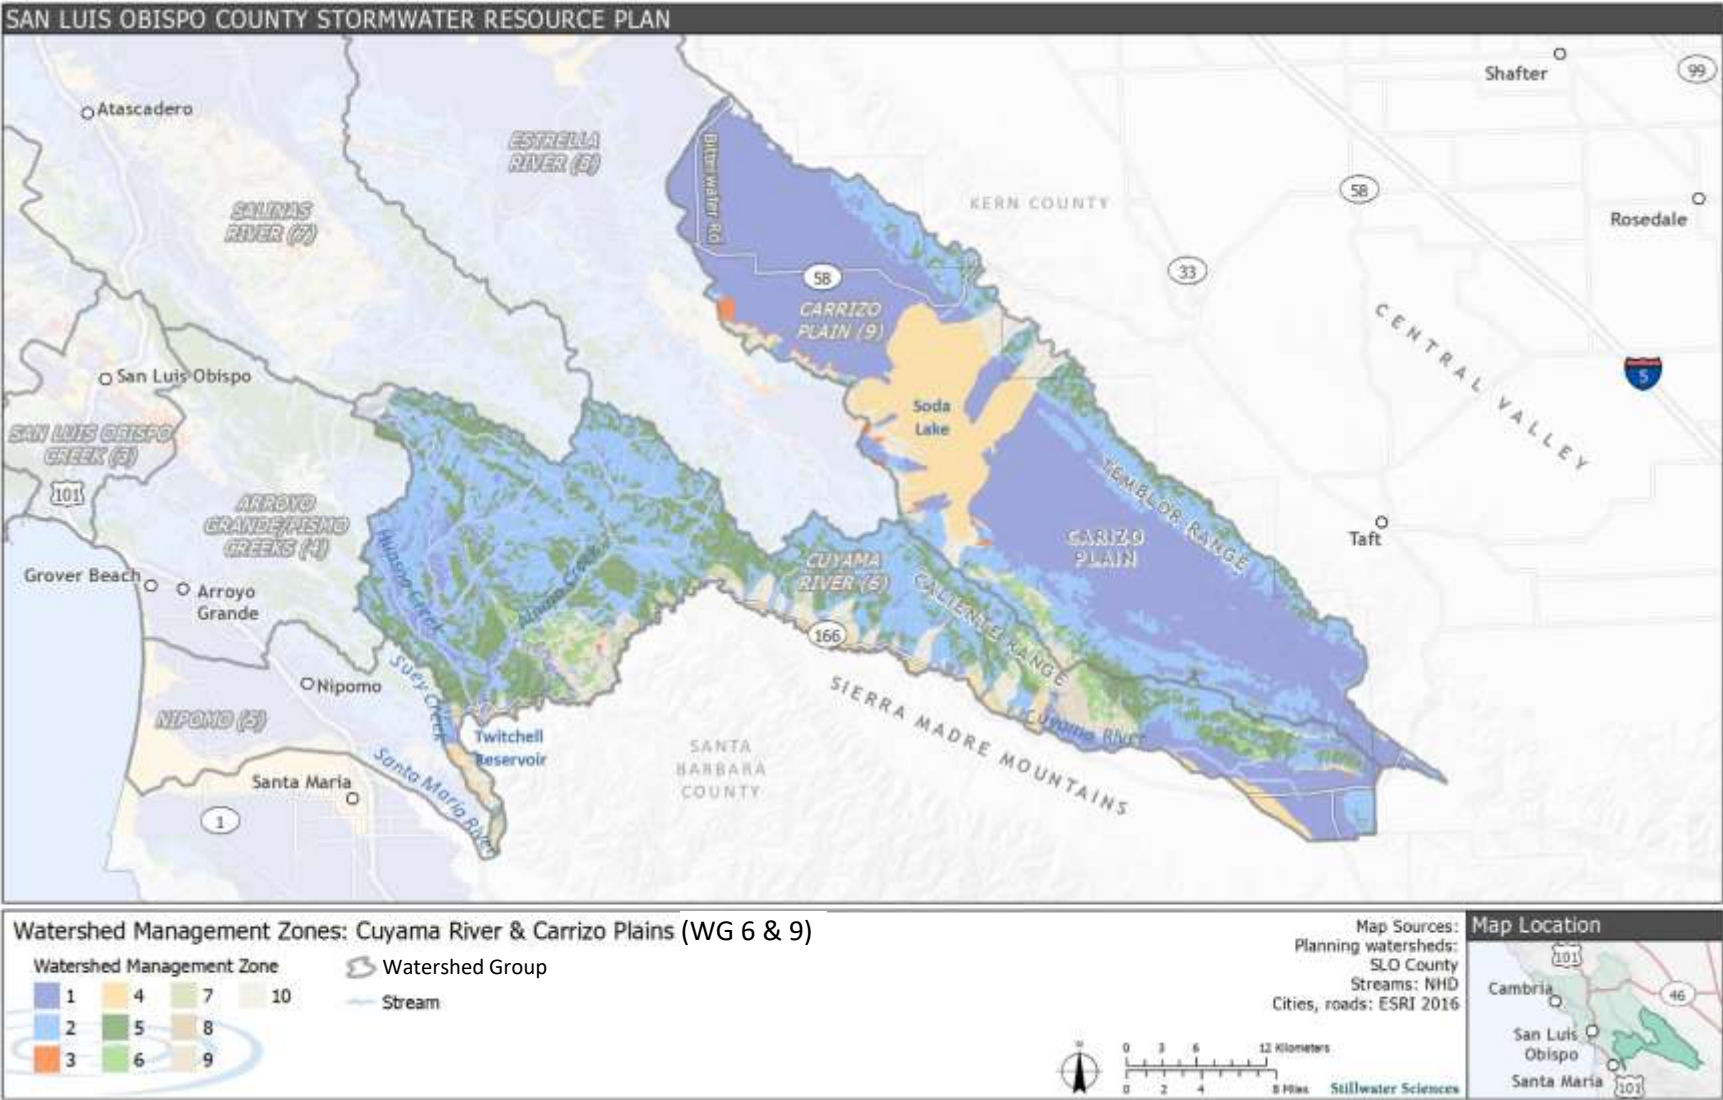 SAN LUIS OBISPO COUNTY STORMWATER RESOURCE PLAN
Shafter
99
Atascadero
ESTRELLA
RIVER (8)
Bitterwater Rd
58
KERN COUNTY
Rosedale
SALINAS
RIVER (7)
33
58
CARRIZO
PLAIN (9)
CENTRAL VALLEY
5
San Luis Obispo
Soda
Lake
SAN LUIS OBISPO
CREEK (3)
TEMBLOR RANGE
101
ARROYO
GRANDE/PISMO
CREEKS (4)
Taft
CARIZO
PLAIN
Huasna Creek
Alamo Creek
CUYAMA
RIVER (6)
CALIENTE RANGE
Grover Beach
Arroyo
Grande
166
Suey Creek
Nipomo
SIERRA MADRE MOUNTAINS
Cuyama River
NIPOMO (5)
Twitchell
Reservoir
SANTA
BARBARA
COUNTY
Santa Maria River
Santa Maria
1
Watershed Management Zones: Cuyama River & Carrizo Plains (WG 6 & 9)
Watershed Management Zone
1
4
7
10
2
5
8
3
6
9
Watershed Group
Stream
Map Sources:
Planning watersheds:
SLO County
Streams: NHD
Cities, roads: ESRI 2016
0 3 6 12 Kilometers
0 2 4 8 Miles
Stillwater Sciences
Map Location
101
Cambria
46
San Luis
Obispo
Santa Maria
101